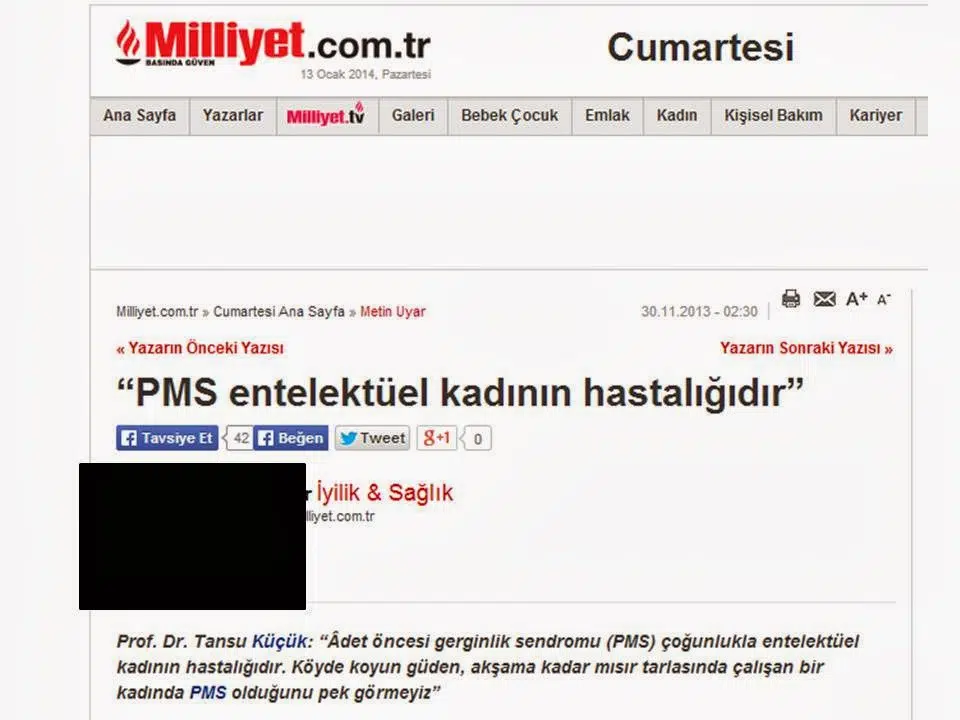 Milliyet.com.tr
BASINDA GÜVEN
13 Ocak 2014, Pazartesi
Cumartesi
Ana Sayfa Yazarlar Milliyet.tv Galeri Bebek Çocuk Emlak Kadın Kişisel Bakım Kariyer
Milliyet.com.tr » Cumartesi Ana Sayfa » Metin Uyar
30.11.2013 - 02:30
A+ A-
« Yazarın Önceki Yazısı
Yazarın Sonraki Yazısı »
“PMS entelektüel kadının hastalığıdır”
Tavsiye Et 42 Beğen Tweet g+1 0
r İyilik & Sağlık
lliyet.com.tr
Prof. Dr. Tansu Küçük: “Âdet öncesi gerginlik sendromu (PMS) çoğunlukla entelektüel
kadının hastalığıdır. Köyde koyun güden, akşama kadar mısır tarlasında çalışan bir
kadında PMS olduğunu pek görmeyiz”